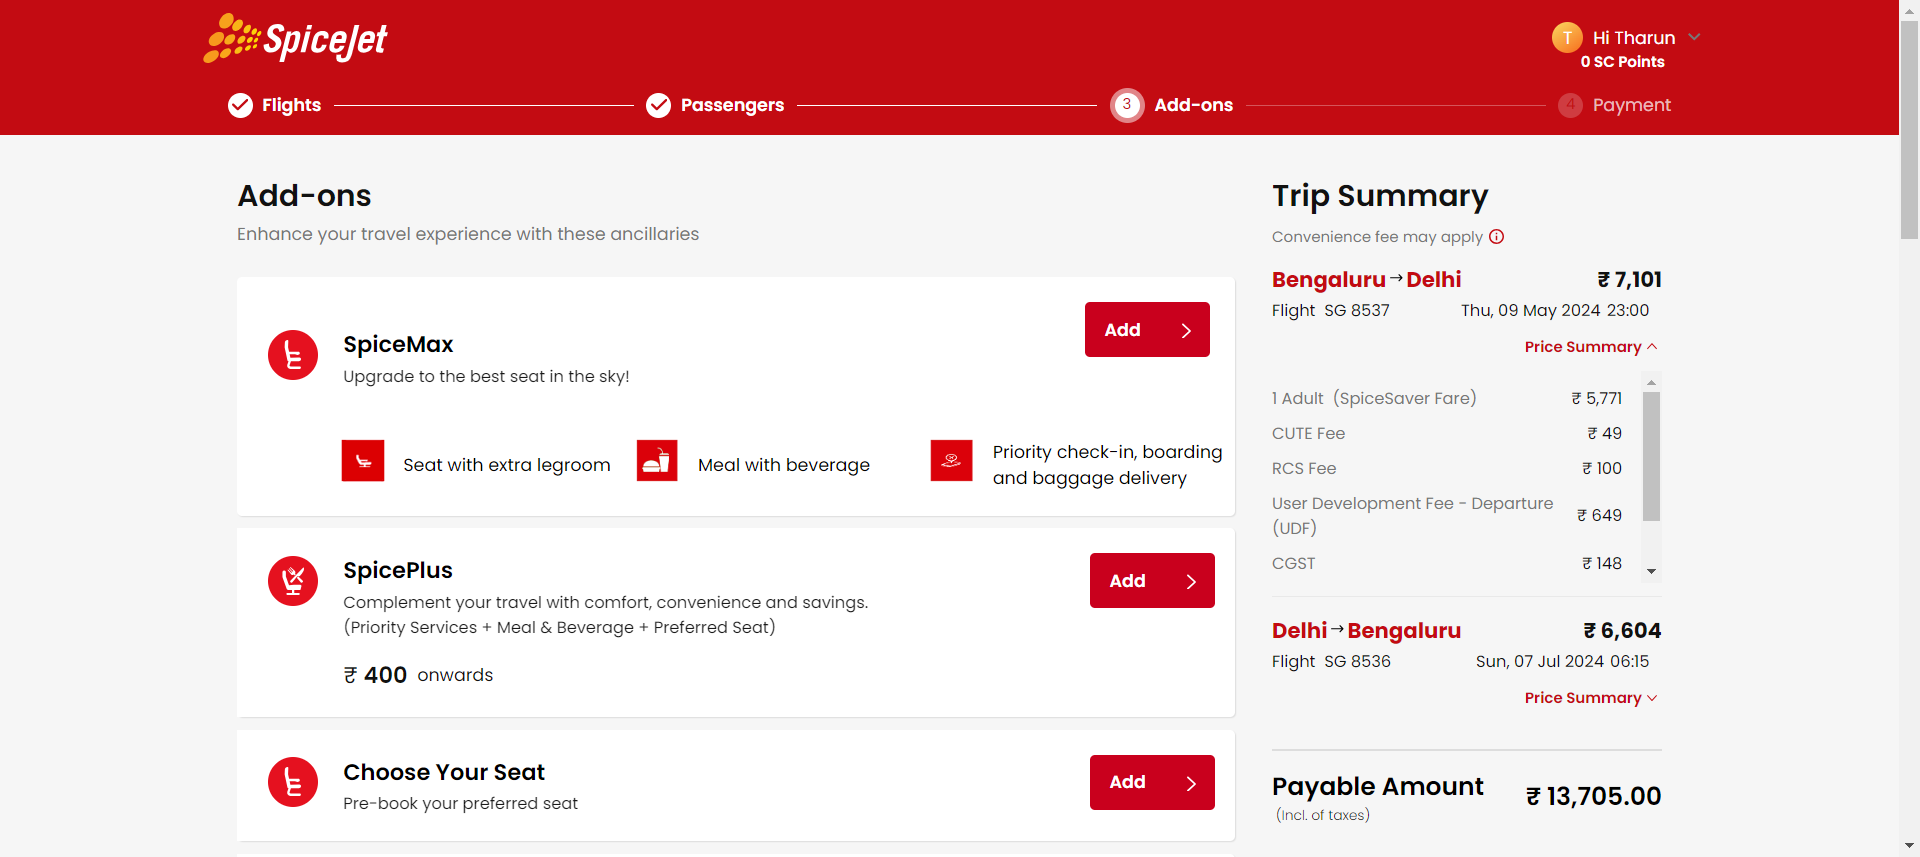 SpiceJet
T Hi Tharun
0 SC Points
Flights
Passengers
3 Add-ons
4 Payment
Add-ons
Enhance your travel experience with these ancillaries
SpiceMax
Upgrade to the best seat in the sky!
Add
Seat with extra legroom
Meal with beverage
Priority check-in, boarding
and baggage delivery
SpicePlus
Complement your travel with comfort, convenience and savings.
(Priority Services + Meal & Beverage + Preferred Seat)
₹ 400 onwards
Add
Choose Your Seat
Pre-book your preferred seat
Add
Trip Summary
Convenience fee may apply
Bengaluru → Delhi ₹ 7,101
Flight SG 8537 Thu, 09 May 2024 23:00
Price Summary
1 Adult (SpiceSaver Fare) ₹ 5,771
CUTE Fee ₹ 49
RCS Fee ₹ 100
User Development Fee - Departure
(UDF) ₹ 649
CGST ₹ 148
Delhi → Bengaluru ₹ 6,604
Flight SG 8536 Sun, 07 Jul 2024 06:15
Price Summary
Payable Amount ₹ 13,705.00
(Incl. of taxes)